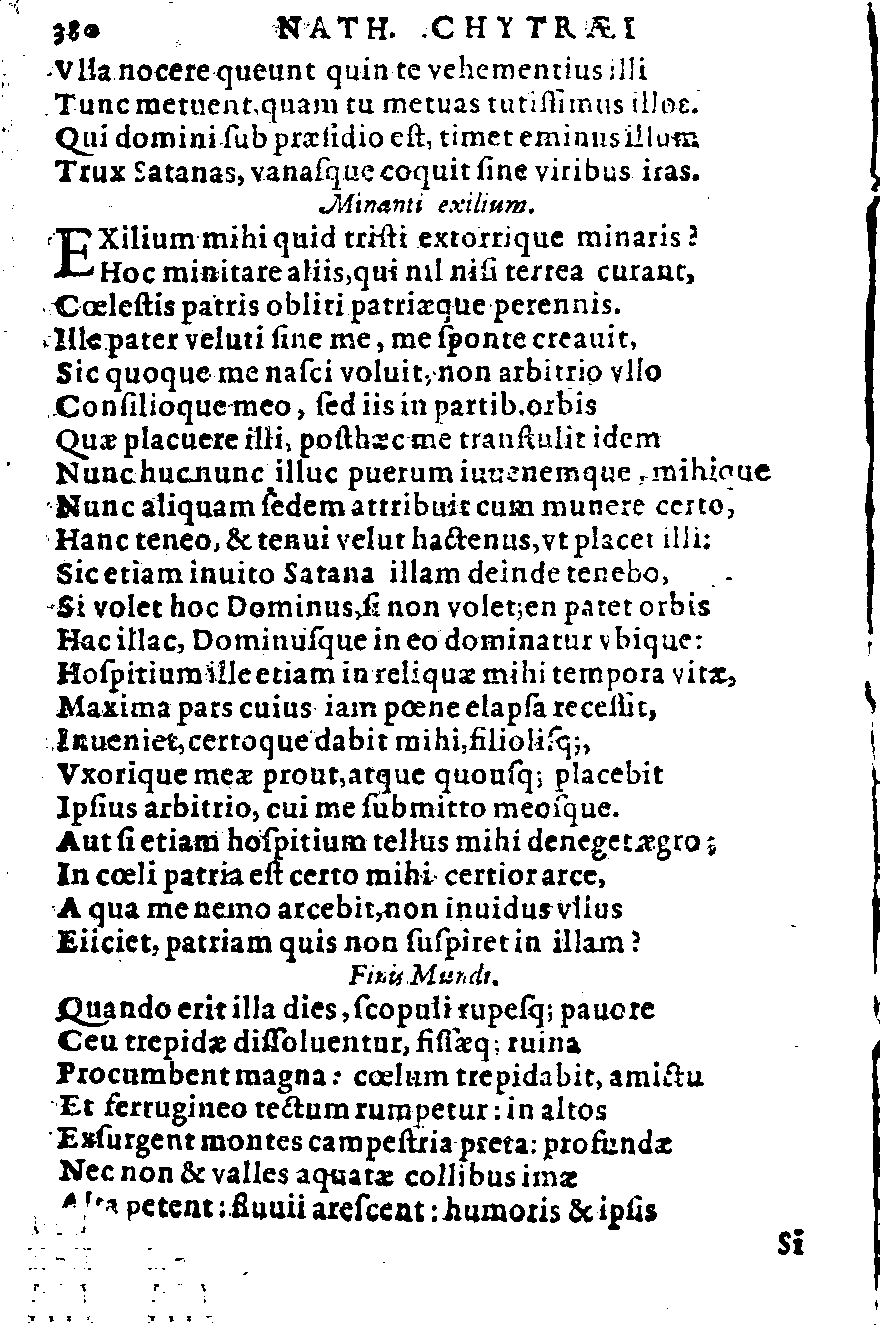 380 NATH. CHYTRÆI
Vlla nocere queunt quin te vehementius illi
Tunc metuent, quam tu metuas tutiſſimus illos.
Qui domini ſub præſidio eſt, timet eminus illum
Trux Satanas, vanaſque coquit ſine viribus iras.
Minanti exilium.
EXilium mihi quid triſti extorrique minaris?
Hoc minitare aliis, qui nil niſi terrea curant,
Cœleſtis patris obliti patriæque perennis.
Ille pater veluti ſine me, me ſponte creauit,
Sic quoque me naſci voluit, non arbitrio vllo
Conſilioque meo, ſed iis in partib. orbis
Quæ placuere illi, poſthæc me tranſtulit idem
Nunc huc nunc illuc puerum iuuenemque, mihique
Nunc aliquam ſedem attribuit cum munere certo,
Hanc teneo, & tenui velut hactenus, vt placet illi:
Sic etiam inuito Satana illam deinde tenebo,
Si volet hoc Dominus, ſi non volet; en patet orbis
Hac illac, Dominuſque in eo dominatur vbique:
Hoſpitium ille etiam in reliquæ mihi tempora vitæ,
Maxima pars cuius iam pœne elapſa receſſit,
Inueniet, certoque dabit mihi, filioliſq;,
Vxorique meæ prout, atque quouſq; placebit
Ipſius arbitrio, cui me ſubmitto meoſque.
Aut ſi etiam hoſpitium tellus mihi deneget ægro;
In cœli patria eſt certo mihi certior arce,
A qua me nemo arcebit, non inuidus vllus
Eiiciet, patriam quis non ſuſpiret in illam?
Finis Mundi.
Quando erit illa dies, ſcopuli rupeſq; pauore
Ceu trepidæ diſſoluentur, fiſſæq; ruina
Procumbent magna: cœlum trepidabit, amictu
Et ferrugineo tectum rumpetur: in altos
Exſurgent montes campeſtria preta: profundæ
Nec non & valles aquatæ collibus imæ
petent: fluuii areſcent: humoris & ipſis
Si